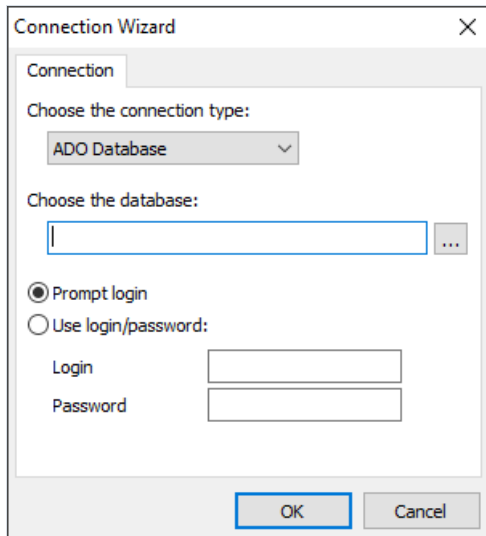 Connection Wizard
Connection
Choose the connection type:
ADO Database
Choose the database:
...
Prompt login
Use login/password:
Login
Password
OK Cancel